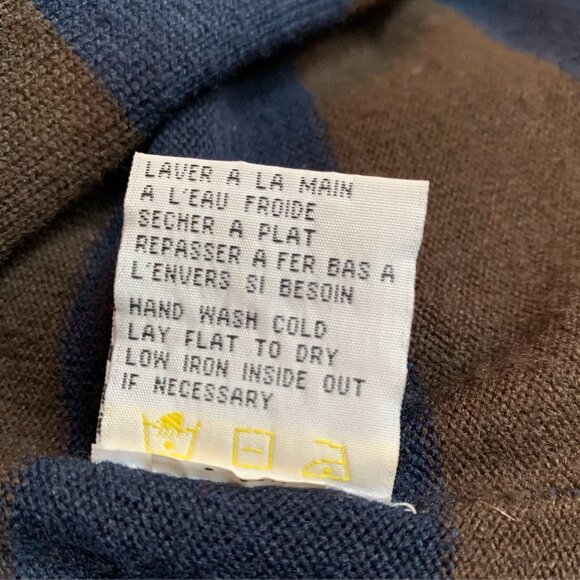 LAVER A LA MAIN
A L'EAU FROIDE
SECHER A PLAT
REPASSER A FER BAS A
L'ENVERS SI BESOIN
HAND WASH COLD
LAY FLAT TO DRY
LOW IRON INSIDE OUT
IF NECESSARY